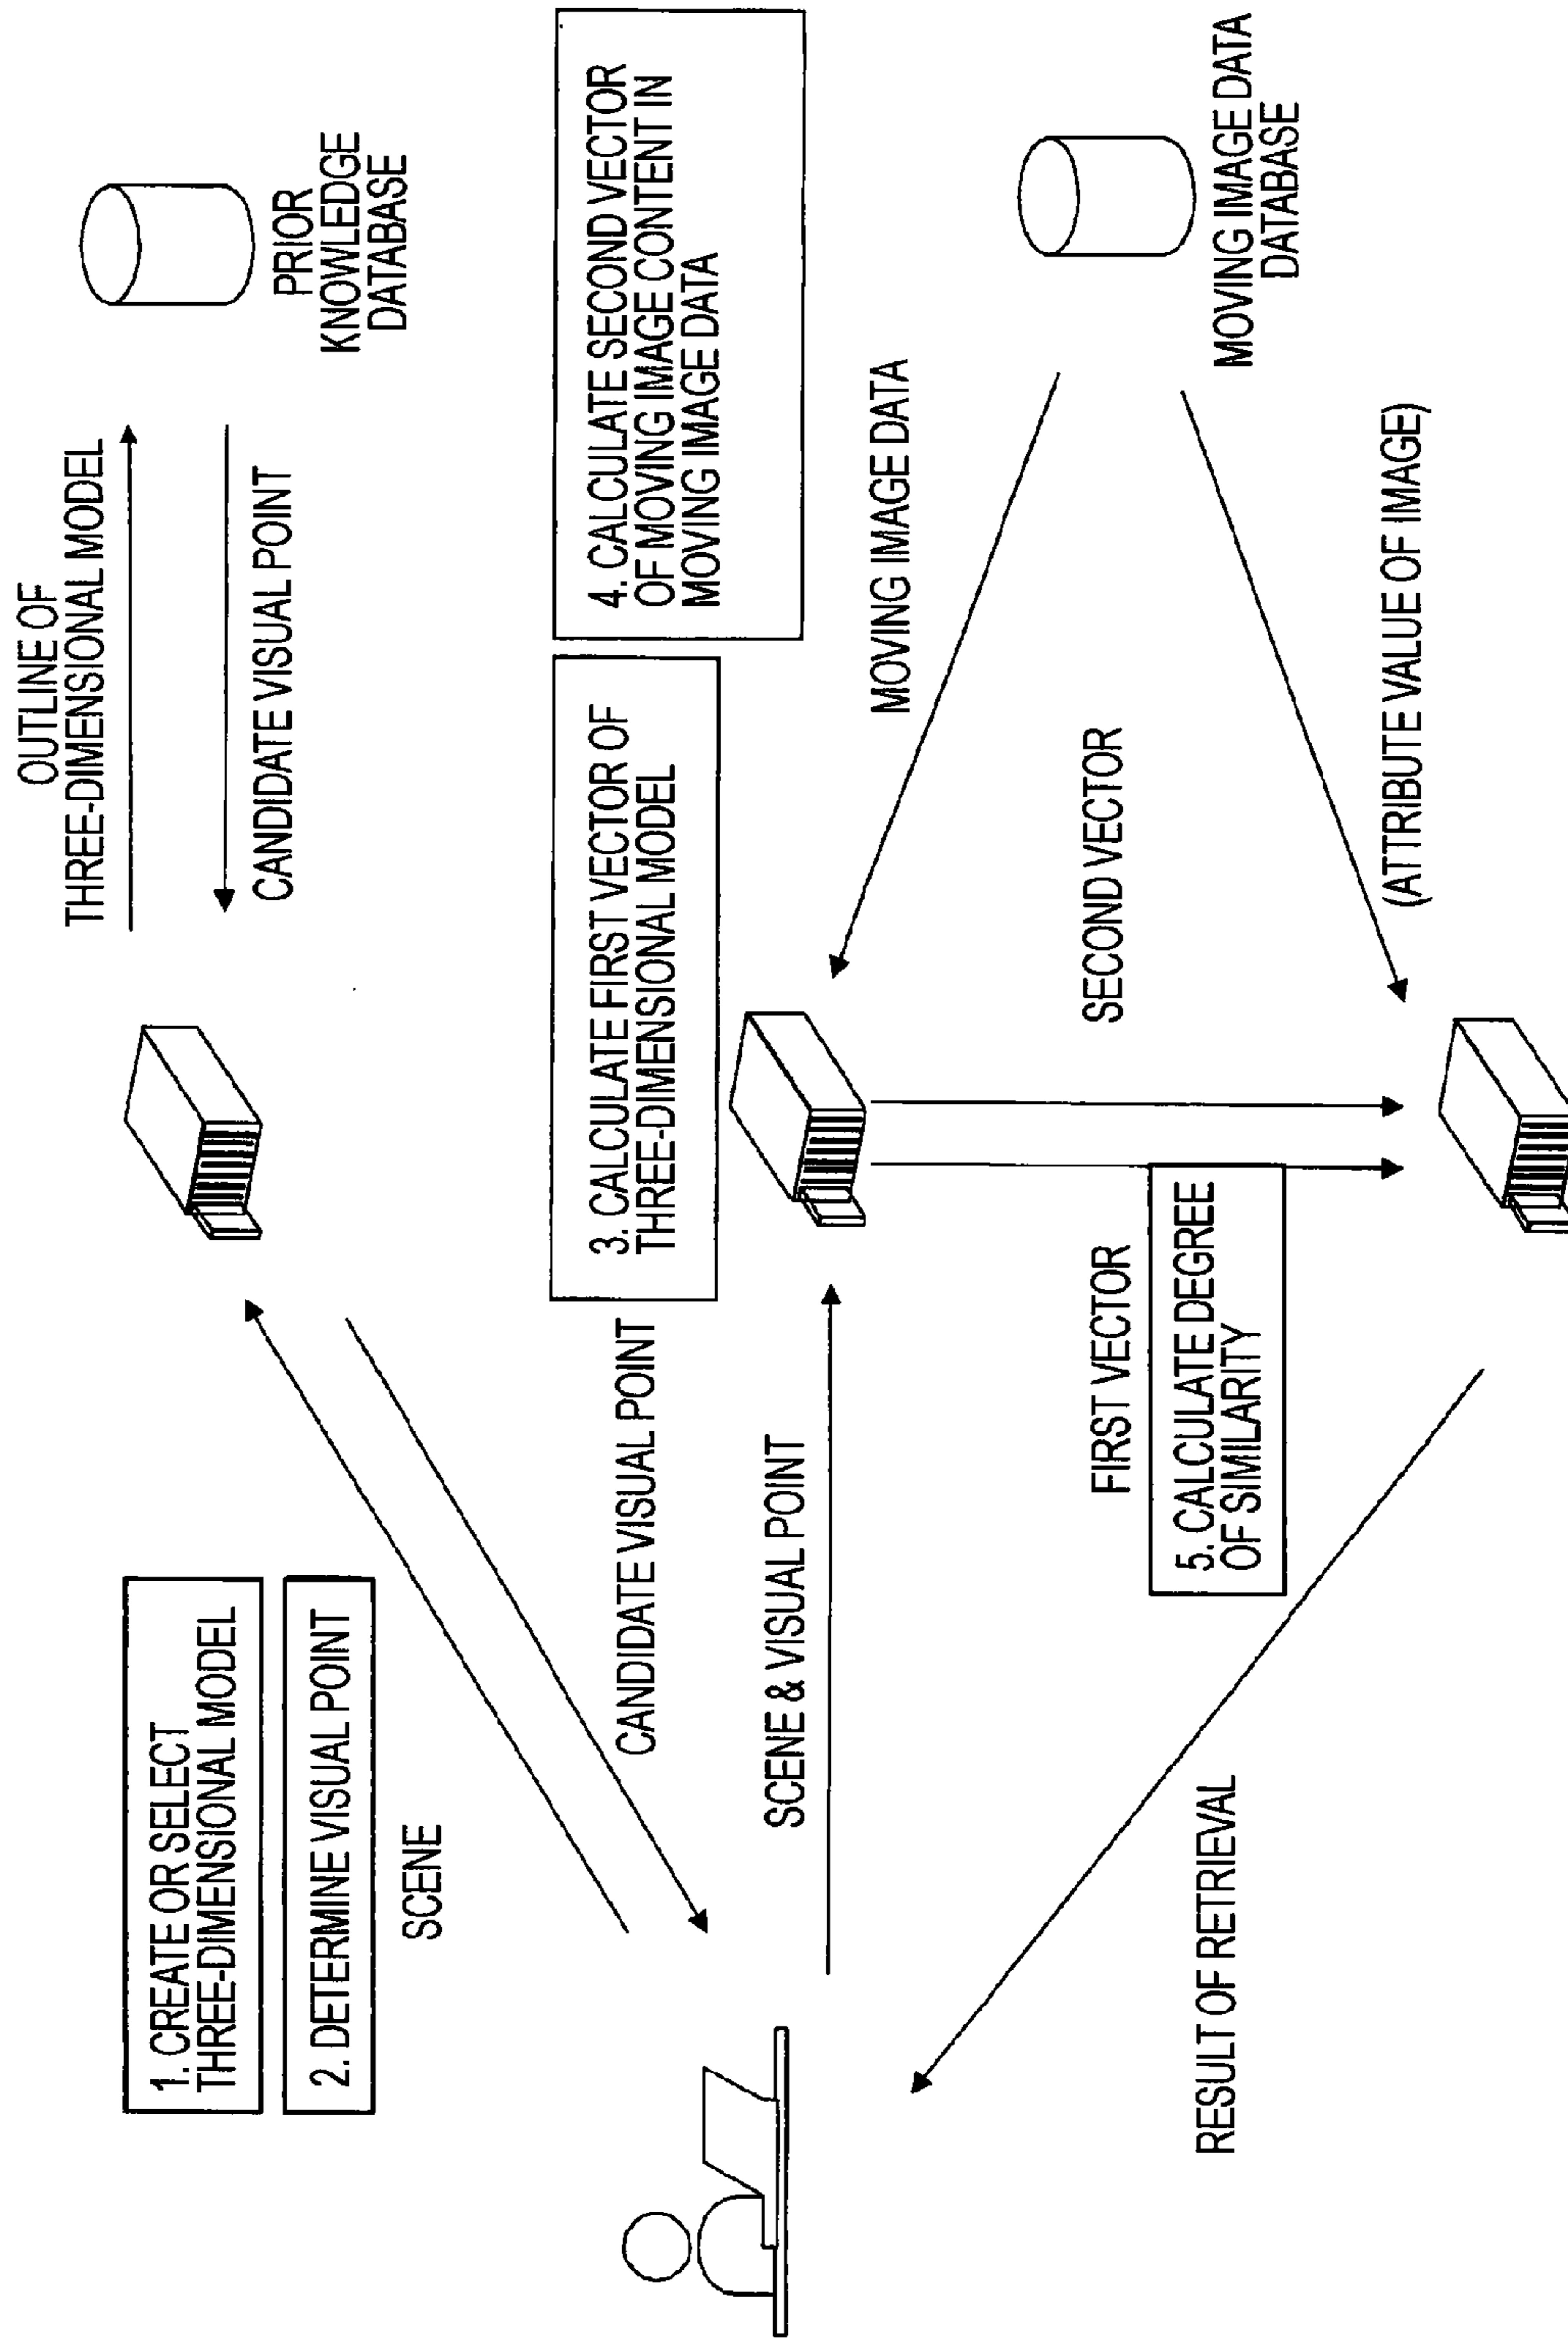 1. CREATE OR SELECT
THREE-DIMENSIONAL MODEL
2. DETERMINE VISUAL POINT
SCENE
OUTLINE OF
THREE-DIMENSIONAL MODEL
CANDIDATE VISUAL POINT
PRIOR
KNOWLEDGE
DATABASE
CANDIDATE VISUAL POINT
3. CALCULATE FIRST VECTOR OF
THREE-DIMENSIONAL MODEL
4. CALCULATE SECOND VECTOR
OF MOVING IMAGE CONTENT IN
MOVING IMAGE DATA
SCENE & VISUAL POINT
MOVING IMAGE DATA
FIRST VECTOR
SECOND VECTOR
5. CALCULATE DEGREE
OF SIMILARITY
MOVING IMAGE DATA
DATABASE
RESULT OF RETRIEVAL
(ATTRIBUTE VALUE OF IMAGE)